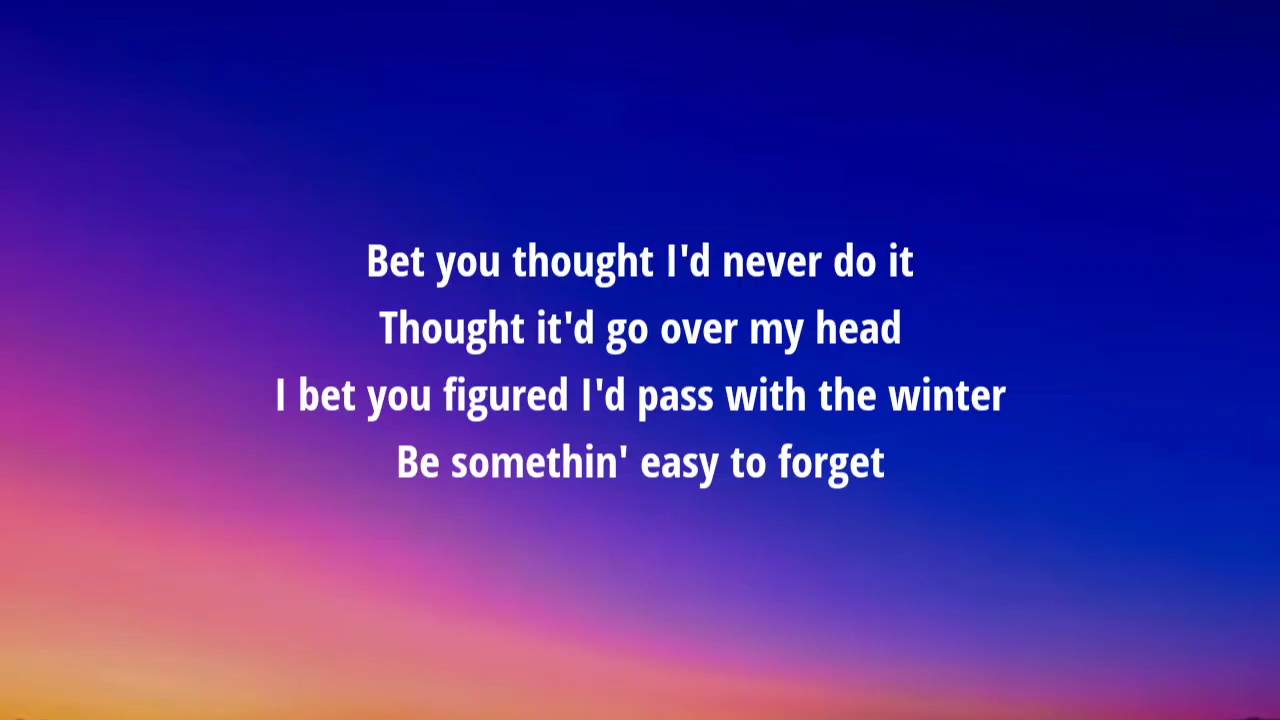 Bet you thought I'd never do it
Thought it'd go over my head
I bet you figured I'd pass with the winter
Be somethin' easy to forget